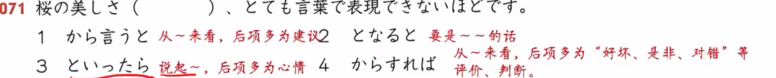 071 桜の美しさ（　　　）、とても言葉で表現できないほどです。
1 から言うと 从～来看，后项多为建议 2 となると 要是～～的话
3 といったら 说起～，后项多为心情 4 からすれば 从～来看，后项多为“好坏、是非、对错”等
评价、判断。